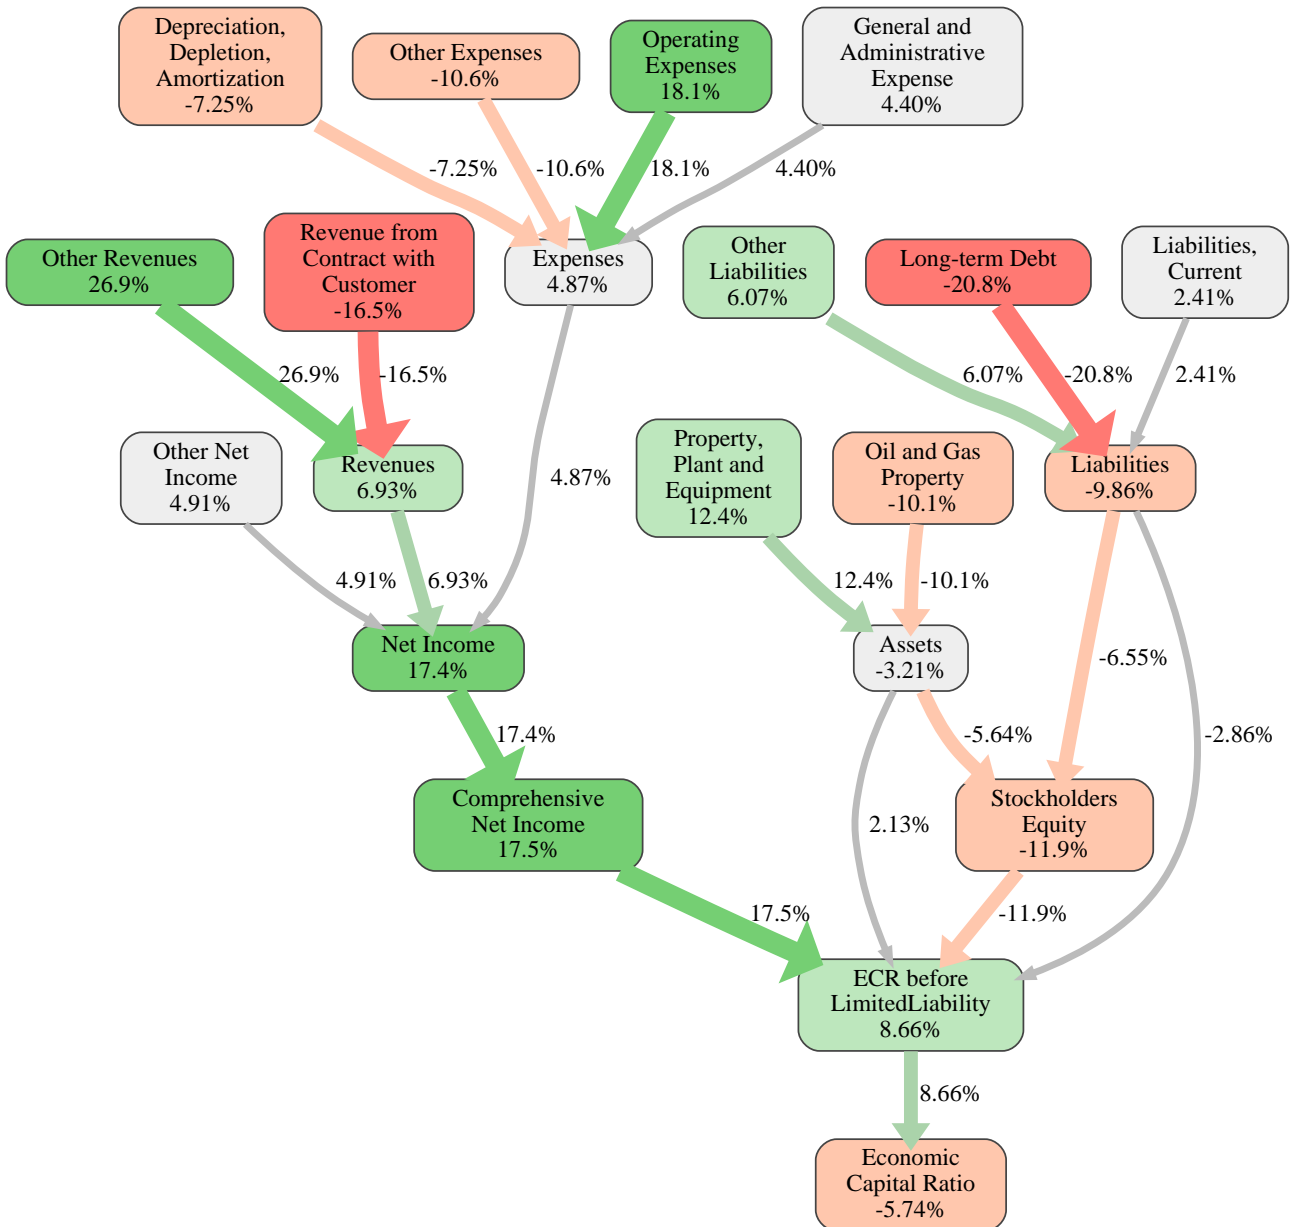 Depreciation,
Depletion,
Amortization
-7.25%
Other Expenses
-10.6%
Operating
Expenses
18.1%
General and
Administrative
Expense
4.40%
-7.25%
-10.6%
18.1%
4.40%
Other Revenues
26.9%
Revenue from
Contract with
Customer
-16.5%
Expenses
4.87%
Other
Liabilities
6.07%
Long-term Debt
-20.8%
Liabilities,
Current
2.41%
26.9%
-16.5%
6.07%
-20.8%
2.41%
Other Net
Income
4.91%
Revenues
6.93%
4.87%
Property,
Plant and
Equipment
12.4%
Oil and Gas
Property
-10.1%
Liabilities
-9.86%
4.91%
6.93%
12.4%
-10.1%
Net Income
17.4%
Assets
-3.21%
-6.55%
17.4%
-5.64%
-2.86%
Comprehensive
Net Income
17.5%
2.13%
Stockholders
Equity
-11.9%
17.5%
-11.9%
ECR before
LimitedLiability
8.66%
8.66%
Economic
Capital Ratio
-5.74%